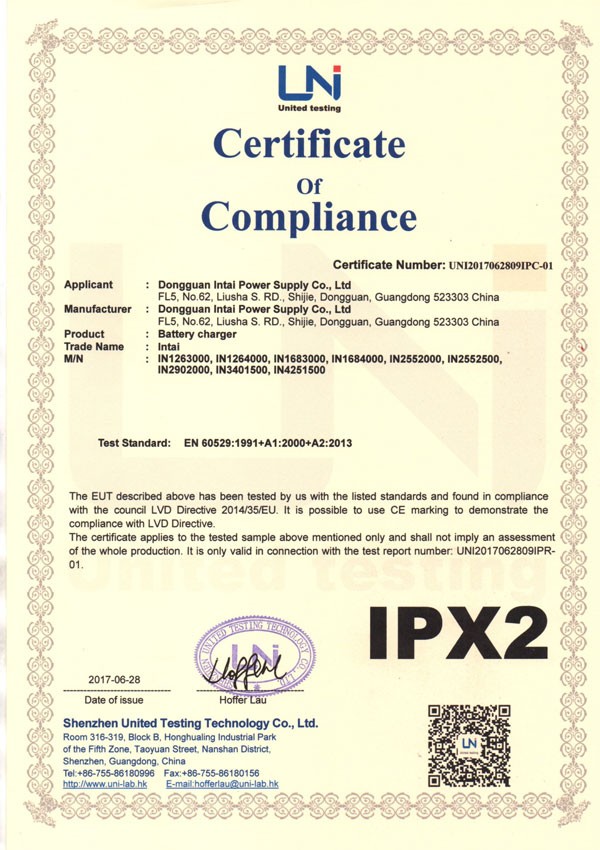 UNi
United testing
Certificate
Of
Compliance
Certificate Number: UNI2017062809IPC-01
Applicant : Dongguan Intai Power Supply Co., Ltd
FL5, No.62, Liusha S. RD., Shijie, Dongguan, Guangdong 523303 China
Manufacturer : Dongguan Intai Power Supply Co., Ltd
FL5, No.62, Liusha S. RD., Shijie, Dongguan, Guangdong 523303 China
Product : Battery charger
Trade Name : Intai
M/N : IN1263000, IN1264000, IN1683000, IN1684000, IN2552000, IN2552500,
IN2902000, IN3401500, IN4251500
Test Standard: EN 60529:1991+A1:2000+A2:2013
The EUT described above has been tested by us with the listed standards and found in compliance
with the council LVD Directive 2014/35/EU. It is possible to use CE marking to demonstrate the
compliance with LVD Directive.
The certificate applies to the tested sample above mentioned only and shall not imply an assessment
of the whole production. It is only valid in connection with the test report number: UNI2017062809IPR-
01.
United testing
IPX2
UNITED TESTING TECHNOLOGY
2017-06-28
Date of issue
Hoffer Lau
Shenzhen United Testing Technology Co., Ltd.
Room 316-319, Block B, Honghualing Industrial Park
of the Fifth Zone, Taoyuan Street, Nanshan District,
Shenzhen, Guangdong, China
Tel:+86-755-86180996 Fax:+86-755-86180156
http://www.uni-lab.hk E-mail:hofferlau@uni-lab.hk